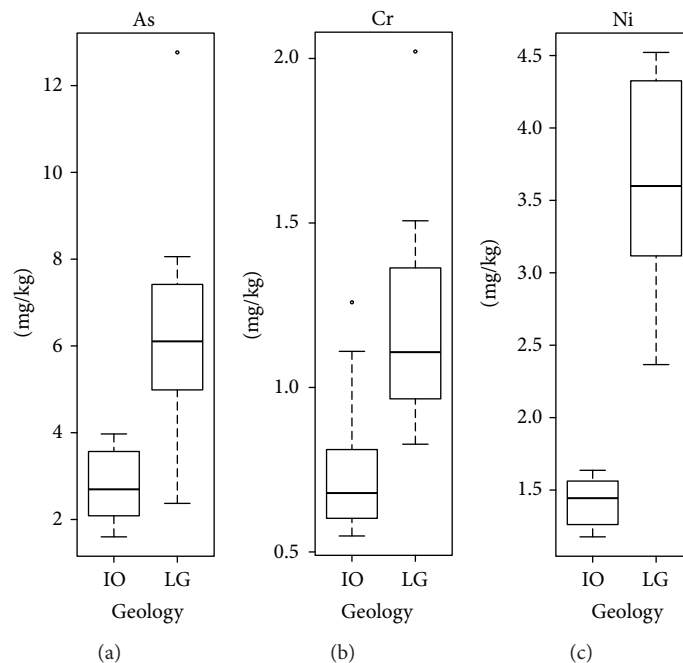 As
(mg/kg)
12
10
8
6
4
2
IO LG
Geology
(a)
Cr
(mg/kg)
2.0
1.5
1.0
0.5
IO LG
Geology
(b)
Ni
(mg/kg)
4.5
4.0
3.5
3.0
2.5
2.0
1.5
IO LG
Geology
(c)